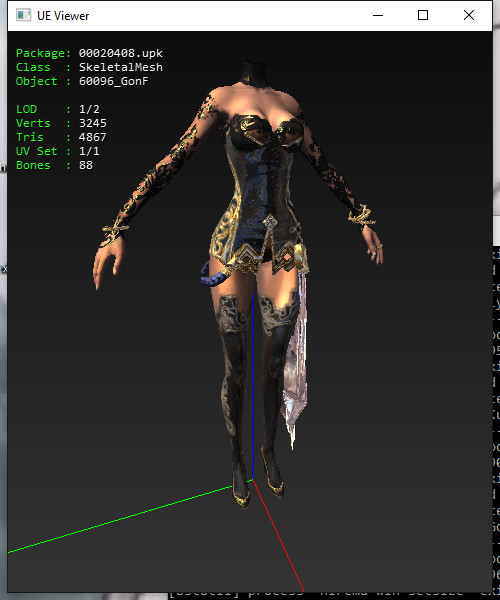 UE Viewer
Package: 00020408.upk
Class : SkeletalMesh
Object : 60096_GonF
LOD : 1/2
Verts : 3245
Tris : 4867
UV Set : 1/1
Bones : 88